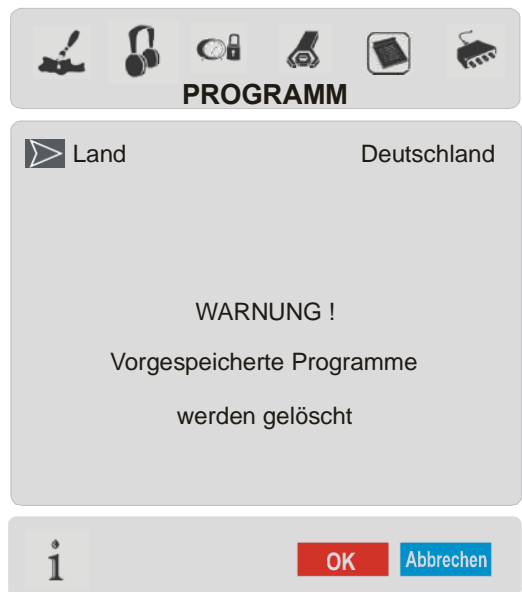 PROGRAMM
Land Deutschland
WARNUNG !
Vorgespeicherte Programme
werden gelöscht
i OK Abbrechen